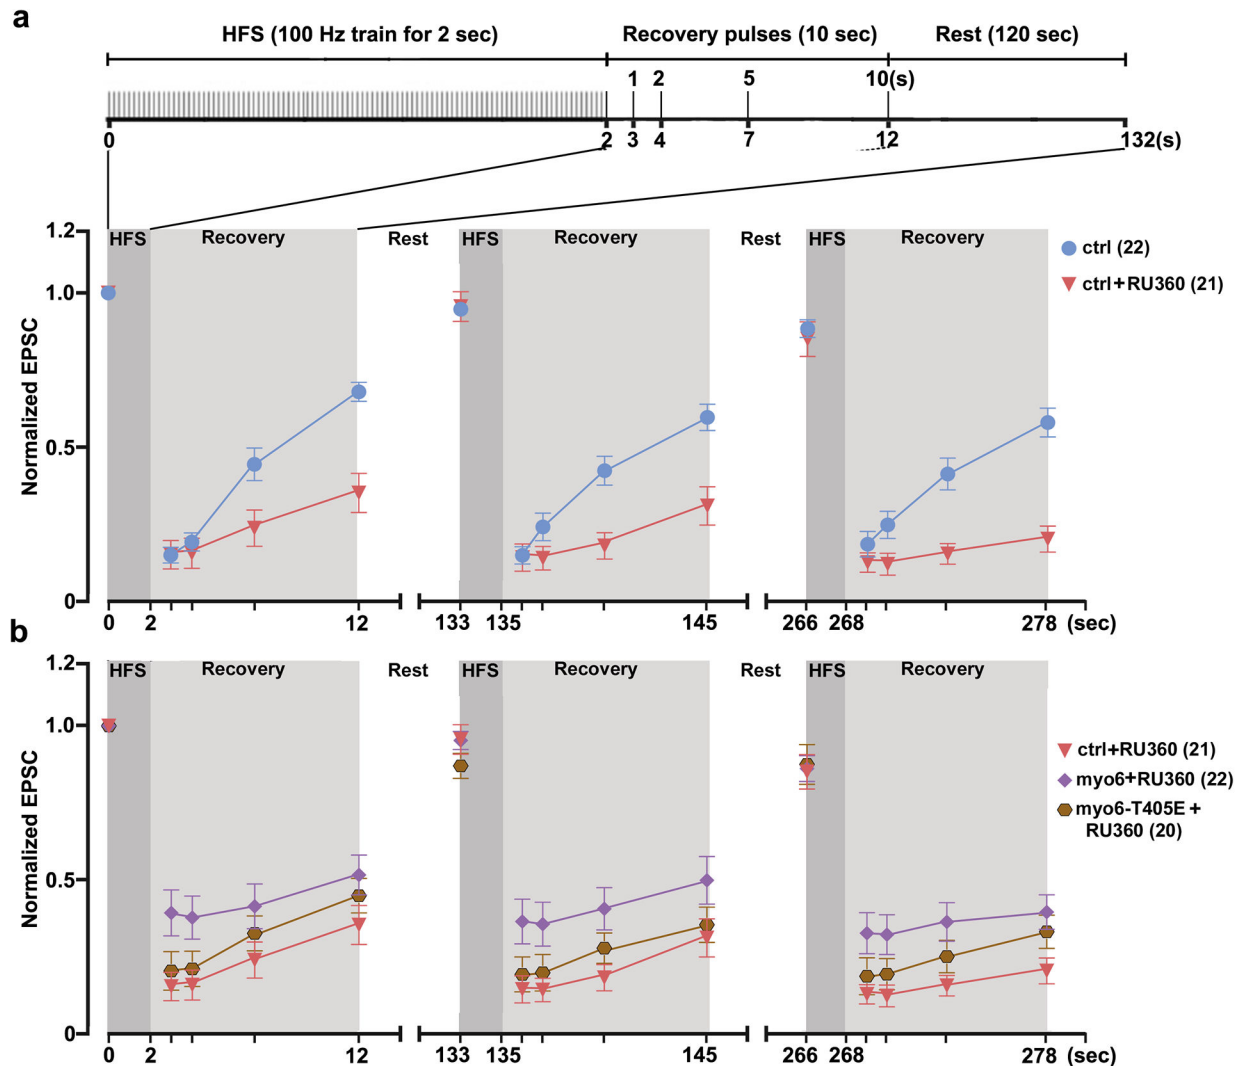 a
HFS (100 Hz train for 2 sec) Recovery pulses (10 sec) Rest (120 sec)
1 2 5 10(s)
0 2 3 4 7 12 132(s)
1.2 HFS Recovery Rest HFS Recovery Rest HFS Recovery
ctrl (22)
ctrl+RU360 (21)
1.0
Normalized EPSC
0.5
0
0 2 12 133 135 145 266 268 278 (sec)
b
1.2 HFS Recovery Rest HFS Recovery Rest HFS Recovery
1.0
ctrl+RU360 (21)
myo6+RU360 (22)
myo6-T405E+
RU360 (20)
Normalized EPSC
0.5
0
0 2 12 133 135 145 266 268 278 (sec)